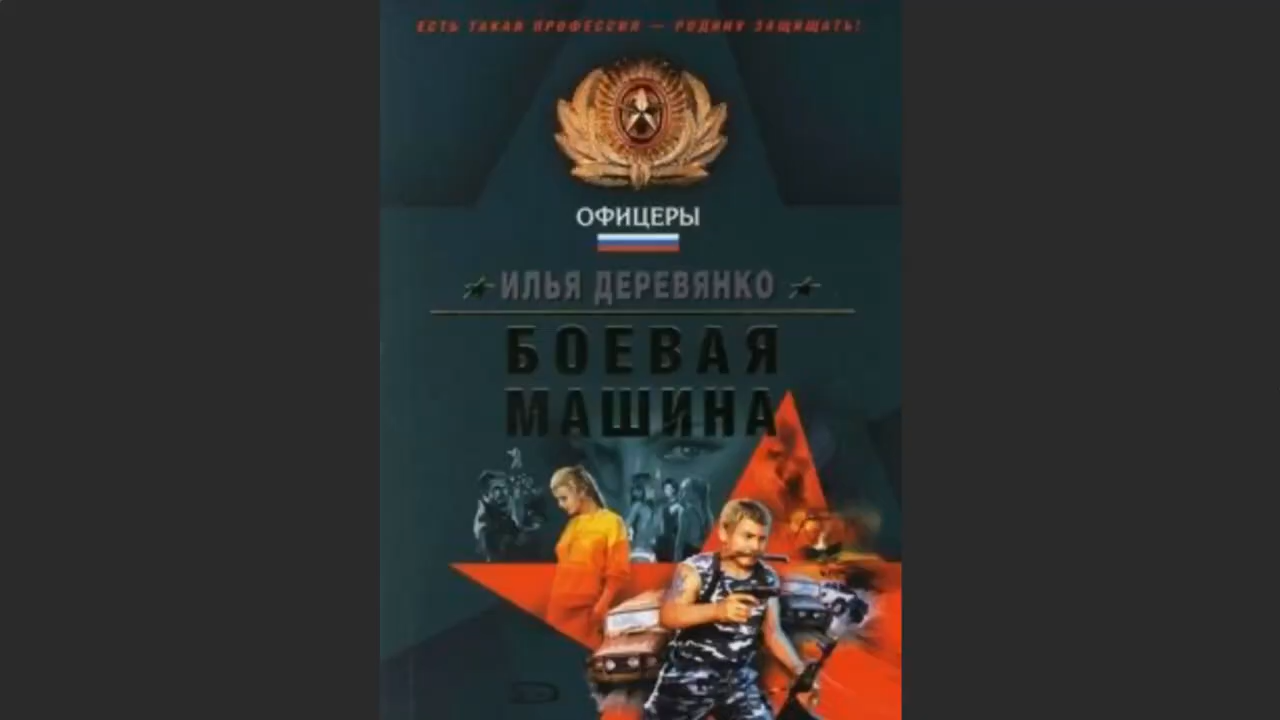 ЕСТЬ ТАКАЯ ПРОФЕССИЯ — РОДИНУ ЗАЩИЩАТЬ!
ОФИЦЕРЫ
ИЛЬЯ ДЕРЕВЯНКО
БОЕВАЯ
МАШИНА